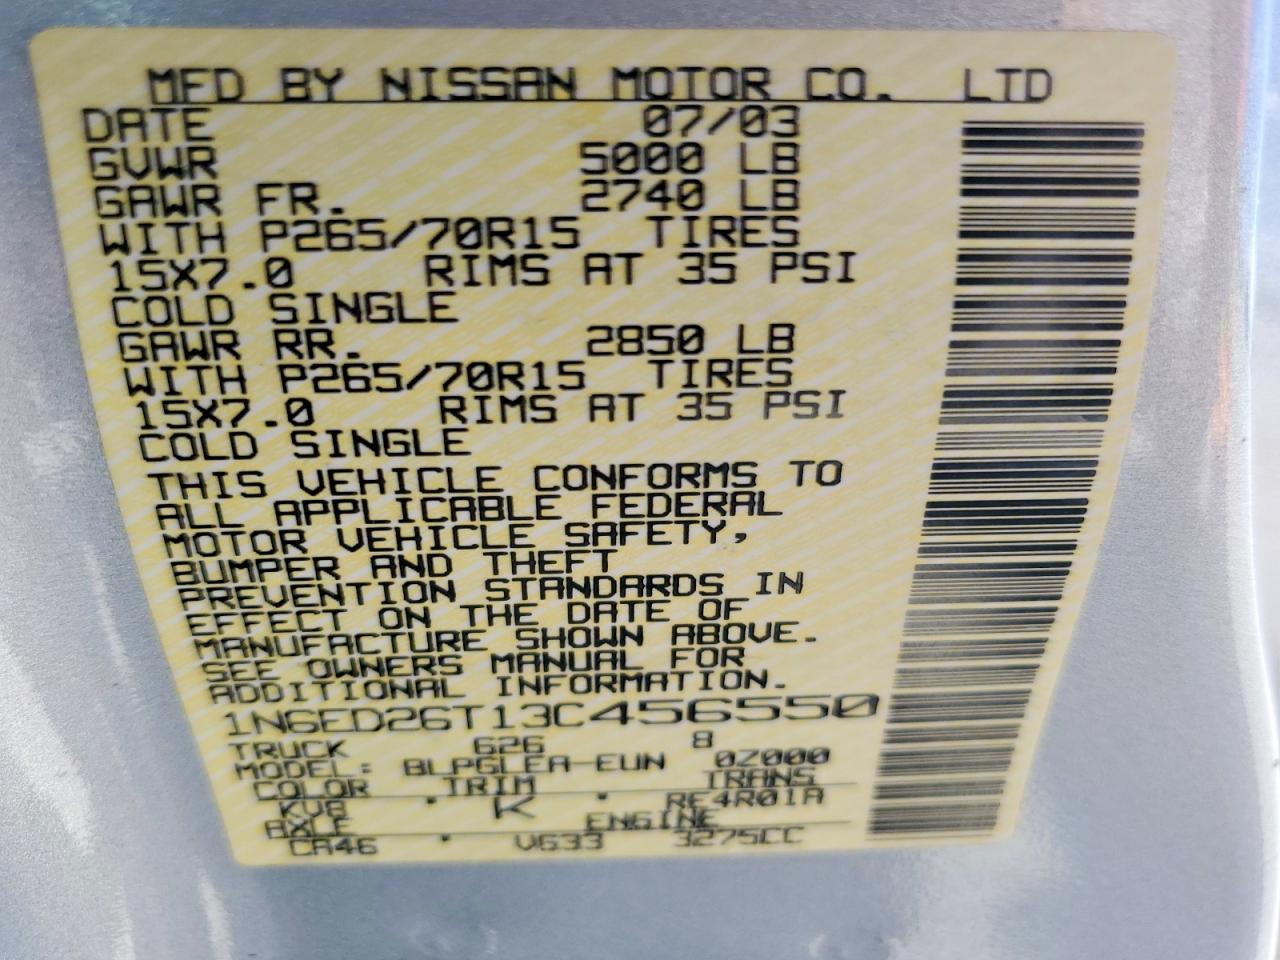 MFD BY NISSAN MOTOR CO. LTD
DATE 07/03
GVWR 5000 LB
GAWR FR. 2740 LB
WITH P265/70R15 TIRES
15X7.0 RIMS AT 35 PSI
COLD SINGLE
GAWR RR. 2850 LB
WITH P265/70R15 TIRES
15X7.0 RIMS AT 35 PSI
COLD SINGLE
THIS VEHICLE CONFORMS TO
ALL APPLICABLE FEDERAL
MOTOR VEHICLE SAFETY,
BUMPER AND THEFT
PREVENTION STANDARDS IN
EFFECT ON THE DATE OF
MANUFACTURE SHOWN ABOVE.
SEE OWNERS MANUAL FOR
ADDITIONAL INFORMATION.
1N6ED26T13C456550
TRUCK 626 8
MODEL: BLPGLEA-EUN 0Z000
COLOR TRIM TRANS
KV8 K RE4R01A
AXLE ENGINE
CA46 VG33 3275CC